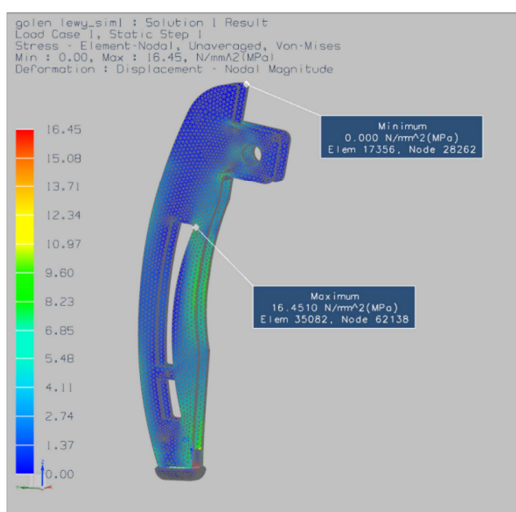 golen lewy_sim1 : Solution 1 Result
Load Case 1, Static Step 1
Stress - Element-Nodal, Unaveraged, Von-Mises
Min : 0.00, Max : 16.45, N/mm^2(MPa)
Deformation : Displacement - Nodal Magnitude
Minimum
0.000 N/mm^2(MPa)
Elem 17356, Node 28262
16.45
15.08
13.71
12.34
10.97
9.60
8.23
6.85
5.48
4.11
2.74
1.37
0.00
Maximum
16.4510 N/mm^2(MPa)
Elem 35082, Node 62138